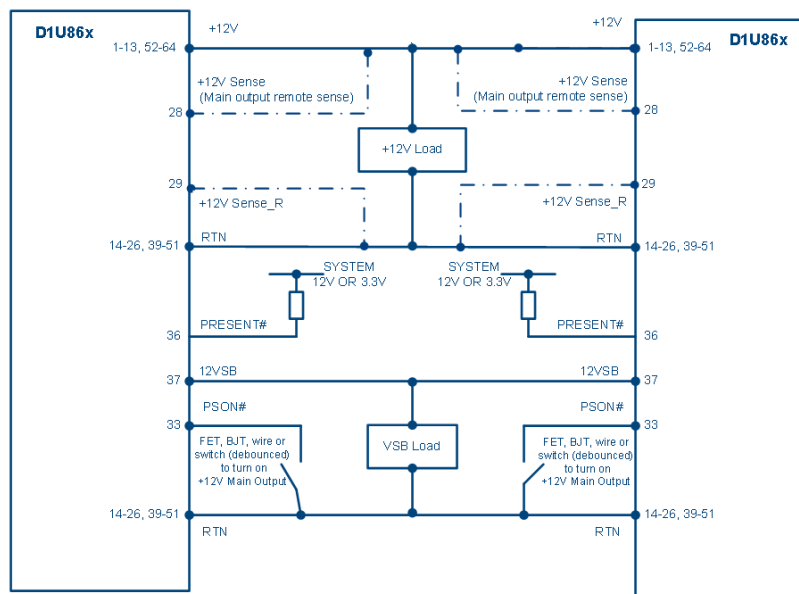 D1U86x
+12V
1-13, 52-64
+12V Sense
(Main output remote sense)
28
29
+12V Sense_R
RTN
14-26, 39-51
+12V Load
+12V
D1U86x
1-13, 52-64
+12V Sense
(Main output remote sense)
28
29
+12V Sense_R
RTN
14-26, 39-51
SYSTEM
12V OR 3.3V
PRESENT#
36
SYSTEM
12V OR 3.3V
PRESENT#
36
37
12VSB
12VSB
37
33
PSON#
FET, BJT, wire or
switch (debounced)
to turn on
+12V Main Output
VSB Load
PSON#
33
FET, BJT, wire or
switch (debounced)
to turn on
+12V Main Output
14-26, 39-51
RTN
14-26, 39-51
RTN